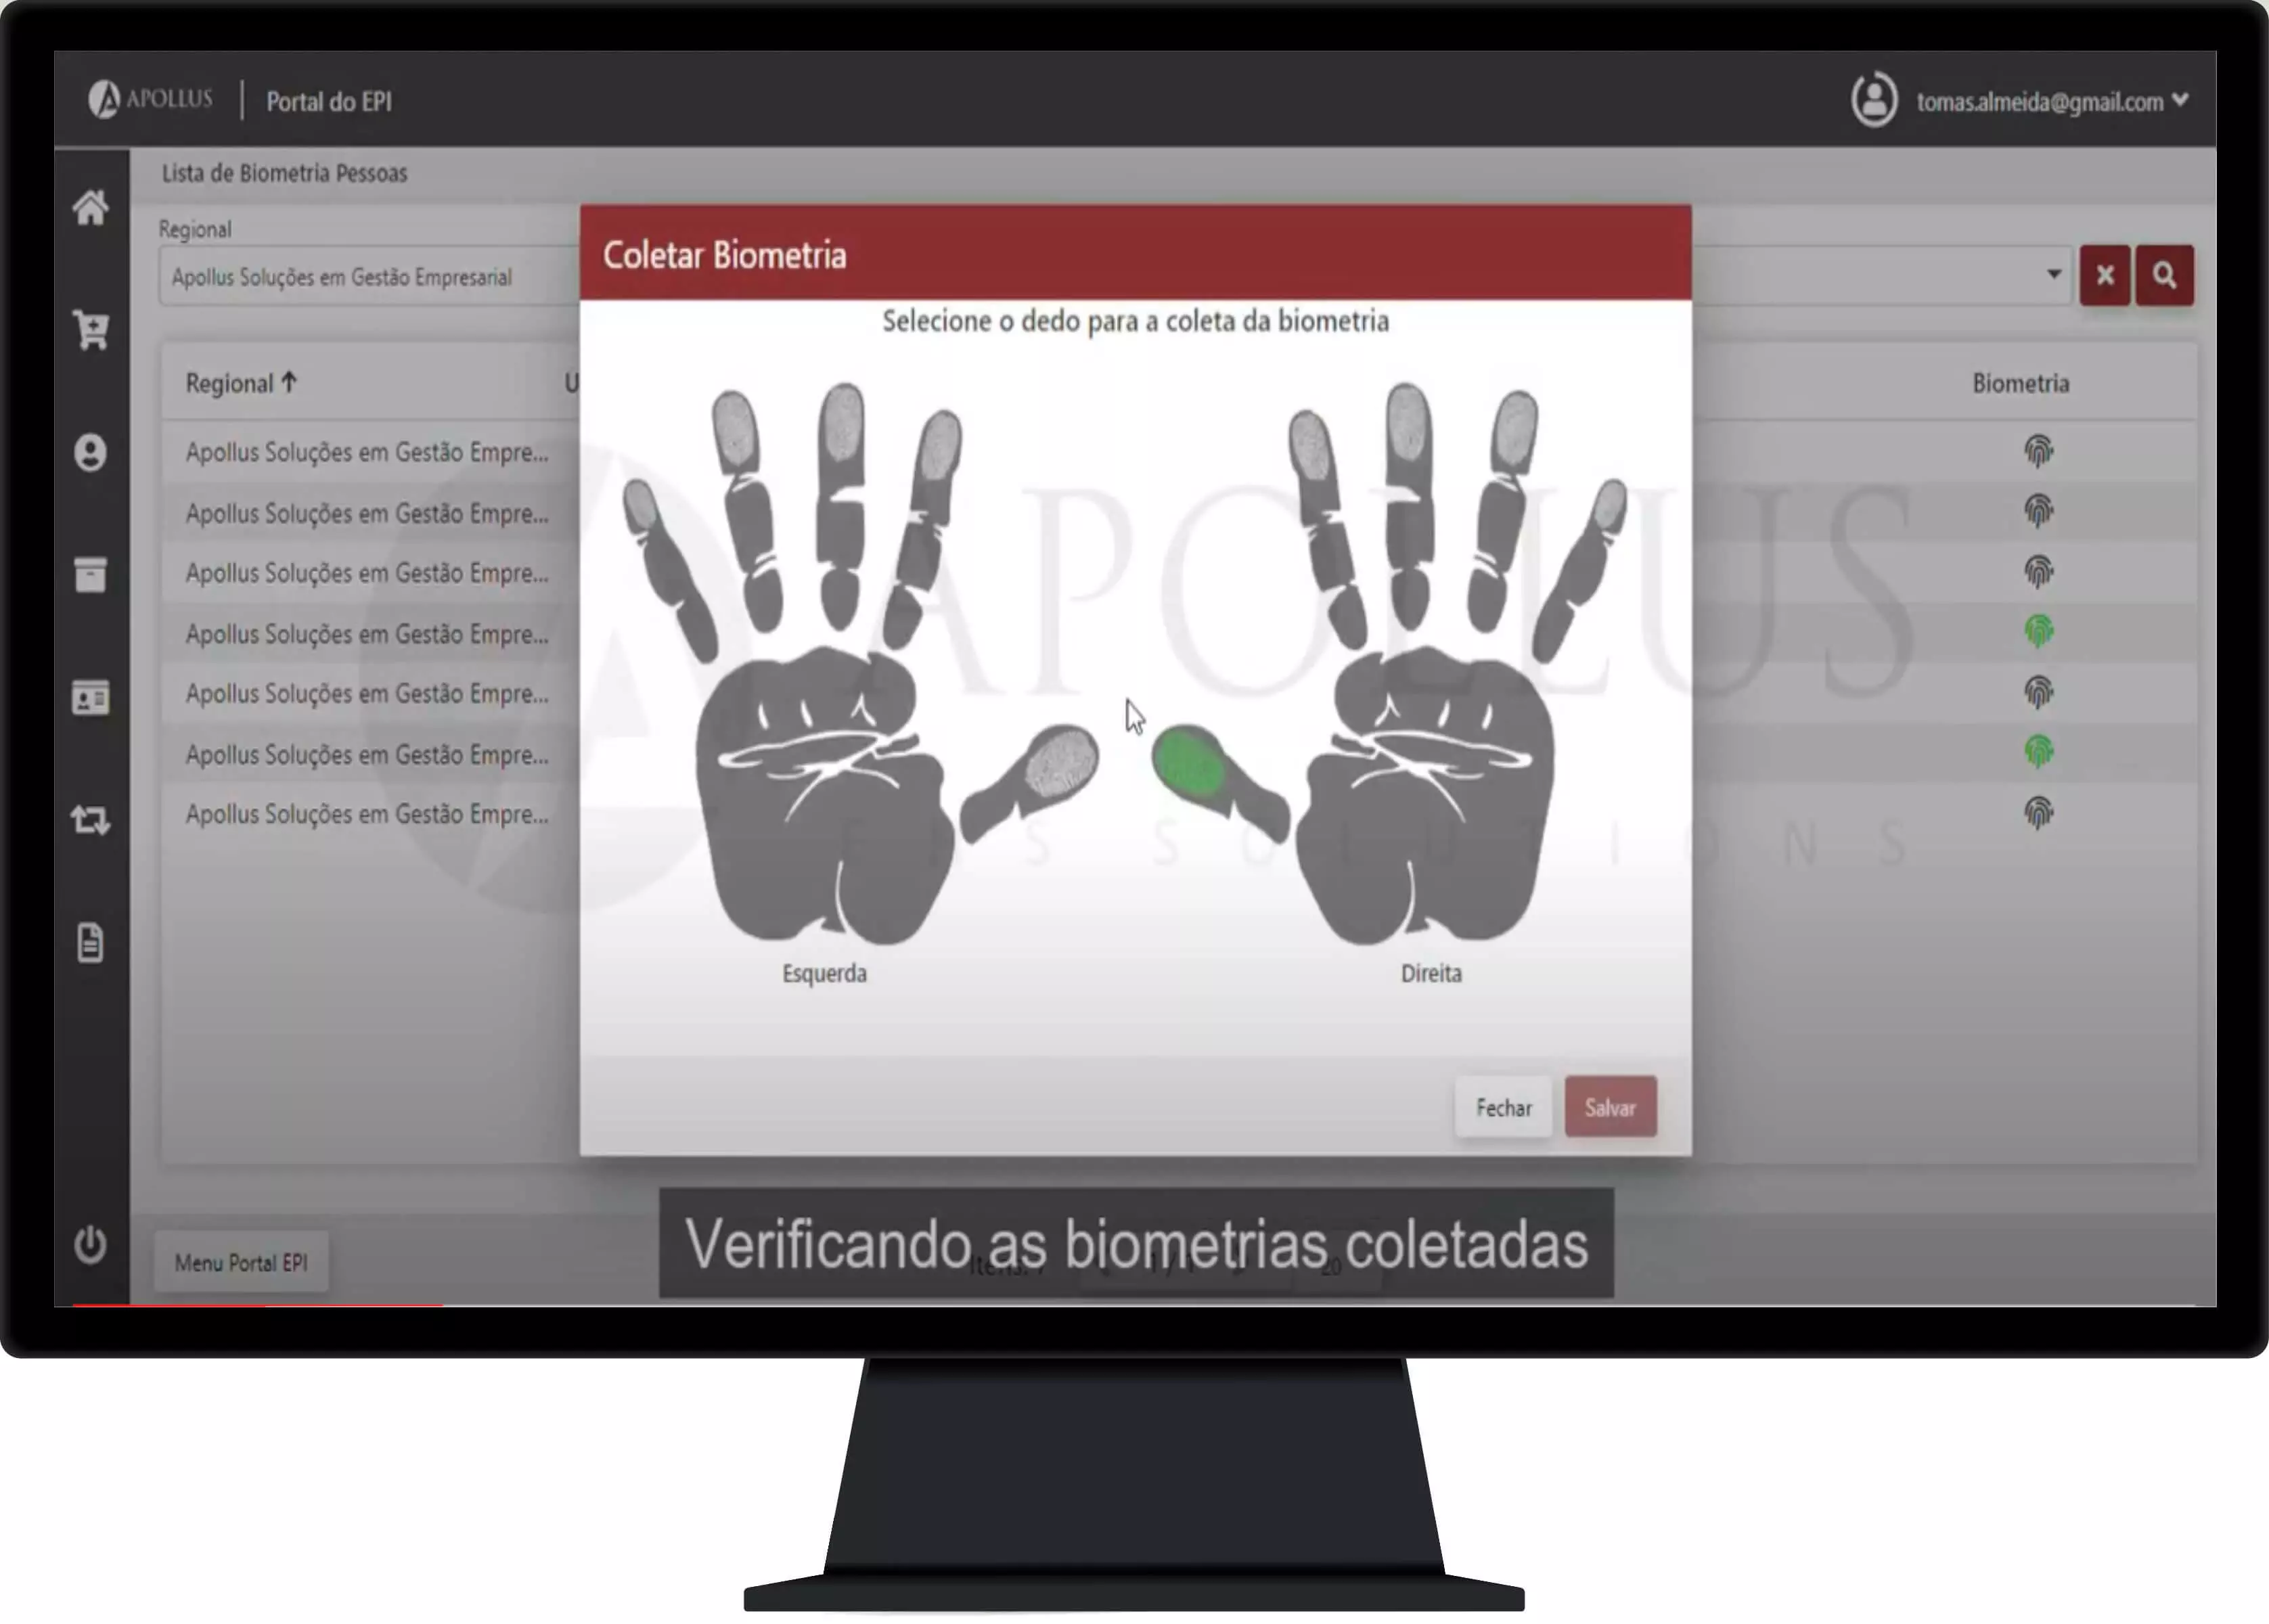 APOLLUS
Portal do EPI
tomas.almeida@gmail.com
Lista de Biometria Pessoas
Regional
Apollus Soluções em Gestão Empresarial
Coletar Biometria
Selecione o dedo para a coleta da biometria
Regional
U
Biometria
Apollus Soluções em Gestão Empre...
Apollus Soluções em Gestão Empre...
Apollus Soluções em Gestão Empre...
Apollus Soluções em Gestão Empre...
Apollus Soluções em Gestão Empre...
Apollus Soluções em Gestão Empre...
Apollus Soluções em Gestão Empre...
APOLLUS
SOLUTIONS
Esquerda
Direita
Fechar
Salvar
Menu Portal EPI
20
Verificando as biometrias coletadas